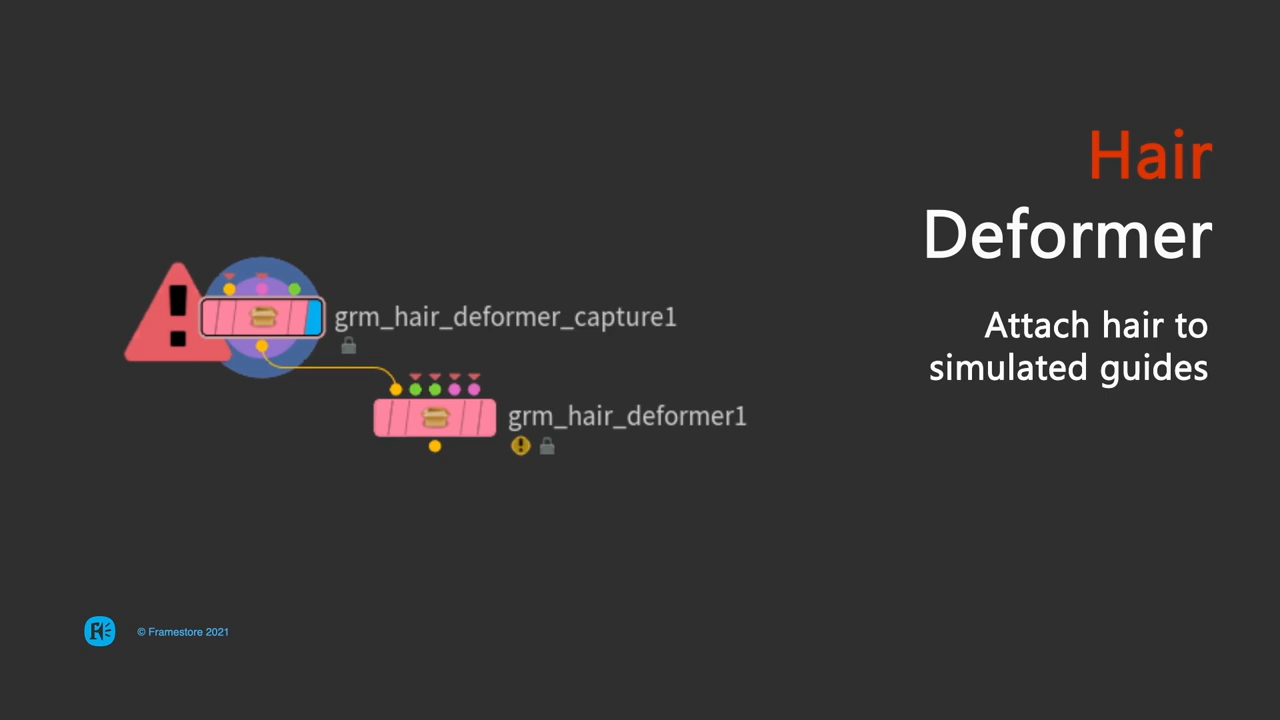 Hair
Deformer
Attach hair to
simulated guides
grm_hair_deformer_capture1
grm_hair_deformer1
© Framestore 2021